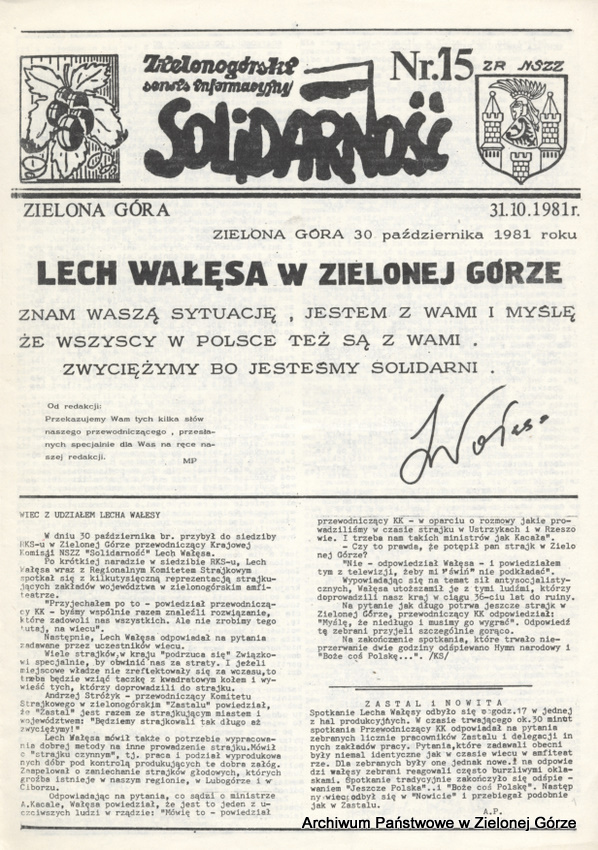 Zielonogórski
serwis informacyjny
SOLIDARNOŚĆ
Nr.15
ZR NSZZ
ZIELONA GÓRA
31.10.1981r.
ZIELONA GÓRA 30 października 1981 roku
LECH WAŁĘSA W ZIELONEJ GÓRZE
ZNAM WASZĄ SYTUACJĘ , JESTEM Z WAMI I MYŚLĘ
ŻE WSZYSCY W POLSCE TEŻ SĄ Z WAMI .
ZWYCIĘŻYMY BO JESTEŚMY SOLIDARNI .
Od redakcji:
Przekazujemy Wam tych kilka słów
naszego przewodniczącego , przesła-
nych specjalnie dla Was na ręce na-
szej redakcji.
MP
LWałęsa
WIEC Z UDZIAŁEM LECHA WAŁĘSY
W dniu 30 października br. przybył do siedziby
RKS-u w Zielonej Górze przewodniczący Krajowej
Komisji NSZZ "Solidarność" Lech Wałęsa.
Po krótkiej naradzie w siedzibie RKS-u, Lech
Wałęsa wraz z Regionalnym Komitetem Strajkowym
spotkał się z kilkutysięczną reprezentacją strajku-
jących zakładów województwa w zielonogórskim amfi-
teatrze.
"Przyjechałem po to - powiedział przewodniczą-
cy KK - byśmy wspólnie razem znaleźli rozwiązanie,
które zadowoli nas wszystkich. Ale nie zrobimy tego
tutaj, na wiecu".
Następnie, Lech Wałęsa odpowiadał na pytania
zadawane przez uczestników wiecu.
Wiele strajków,w kraju "podrzuca się" Związko-
wi specjalnie, by obwinić nas za straty. I jeżeli
miejscowe władze nie zreflektowały się za wczasu,to
trzeba będzie wziąć taczkę z kwadratowym kołem i wy-
wieść tych, którzy doprowadzili do strajku.
Andrzej Stróżyk - przewodniczący Komitetu
Strajkowego w zielonogórskim "Zastalu" powiedział,
że "Zastal" jest razem ze strajkującym miastem i
województwem: "Będziemy strajkowali tak długo aż
zwyciężymy!"
Lech Wałęsa mówił także o potrzebie wypracowa-
nia dobrej metody na inne prowadzenie strajku.Mówił
o "strajku czynnym", tj. praca i podział wyprodukowa
nych dóbr pod kontrolą produkujących te dobra załóg.
Zaapelował o zaniechanie strajków głodowych, których
groźba istnieje w naszym regionie, w Lubogórze i w
Ciborzu.
Odpowiadając na pytania, co sądzi o ministrze
A.Kacale, Wałęsa powiedział, że jest to jeden z u-
czciwszych ludzi w rządzie: "Mówię to - powiedział
przewodniczący KK - w oparciu o rozmowy jakie pro-
wadziliśmy w czasie strajku w Ustrzykach i w Rzeszo
wie. I trzeba nam takich ministrów jak Kacała".
- Czy to prawda, że potępił pan strajk w Zielo
nej Górze?
"Nie - odpowiedział Wałęsa - i powiedziałem
tym z telewizji, żeby mi "świń" nie podkładać".
Wypowiadając się na temat sił antysocjalisty-
cznych, Wałęsa utożsamił je z tymi ludźmi, którzy
doprowadzili nasz kraj w ciągu 36-ciu lat do ruiny.
Na pytanie jak długo potrwa jeszcze strajk w
Zielonej Górze, przewodniczący KK odpowiedział:
"Myślę, że niedługo i musimy go wygrać". Odpowiedź
tę zebrani przyjeli szczególnie gorąco.
Na zakończenie spotkania, które trwało nie-
przerwanie dwie godziny odśpiewano Hymn narodowy i
"Boże coś Polskę...". /KS/
ZASTAL i NOWITA
Spotkanie Lecha Wałęsy odbyło się o godz.17 w jednej
z hal produkcyjnych. W czasie trwającego ok.30 minut
spotkania Przewodniczący KK odpowiadał na pytania
zebranych licznie pracowników Zastalu i delegacji in
nych zakładów pracy. Pytania,które zadawali obecni
były niemal identyczne jak w czasie wiecu w amfiteat
rze. Dla zebranych były one jednak nowe.I na odpowie
dzi wałęsy zebrani reagowali często burzliwymi okla-
skami. Spotkanie tradycyjnie zakończyło się odśpie-
waniem "Jeszcze Polska"..i "Boże coś Polskę". Następ
ny wiec odbył się w "Nowicie" i przebiegał podobnie
jak w Zastalu.
A.P.
Archiwum Państwowe w Zielonej Górze